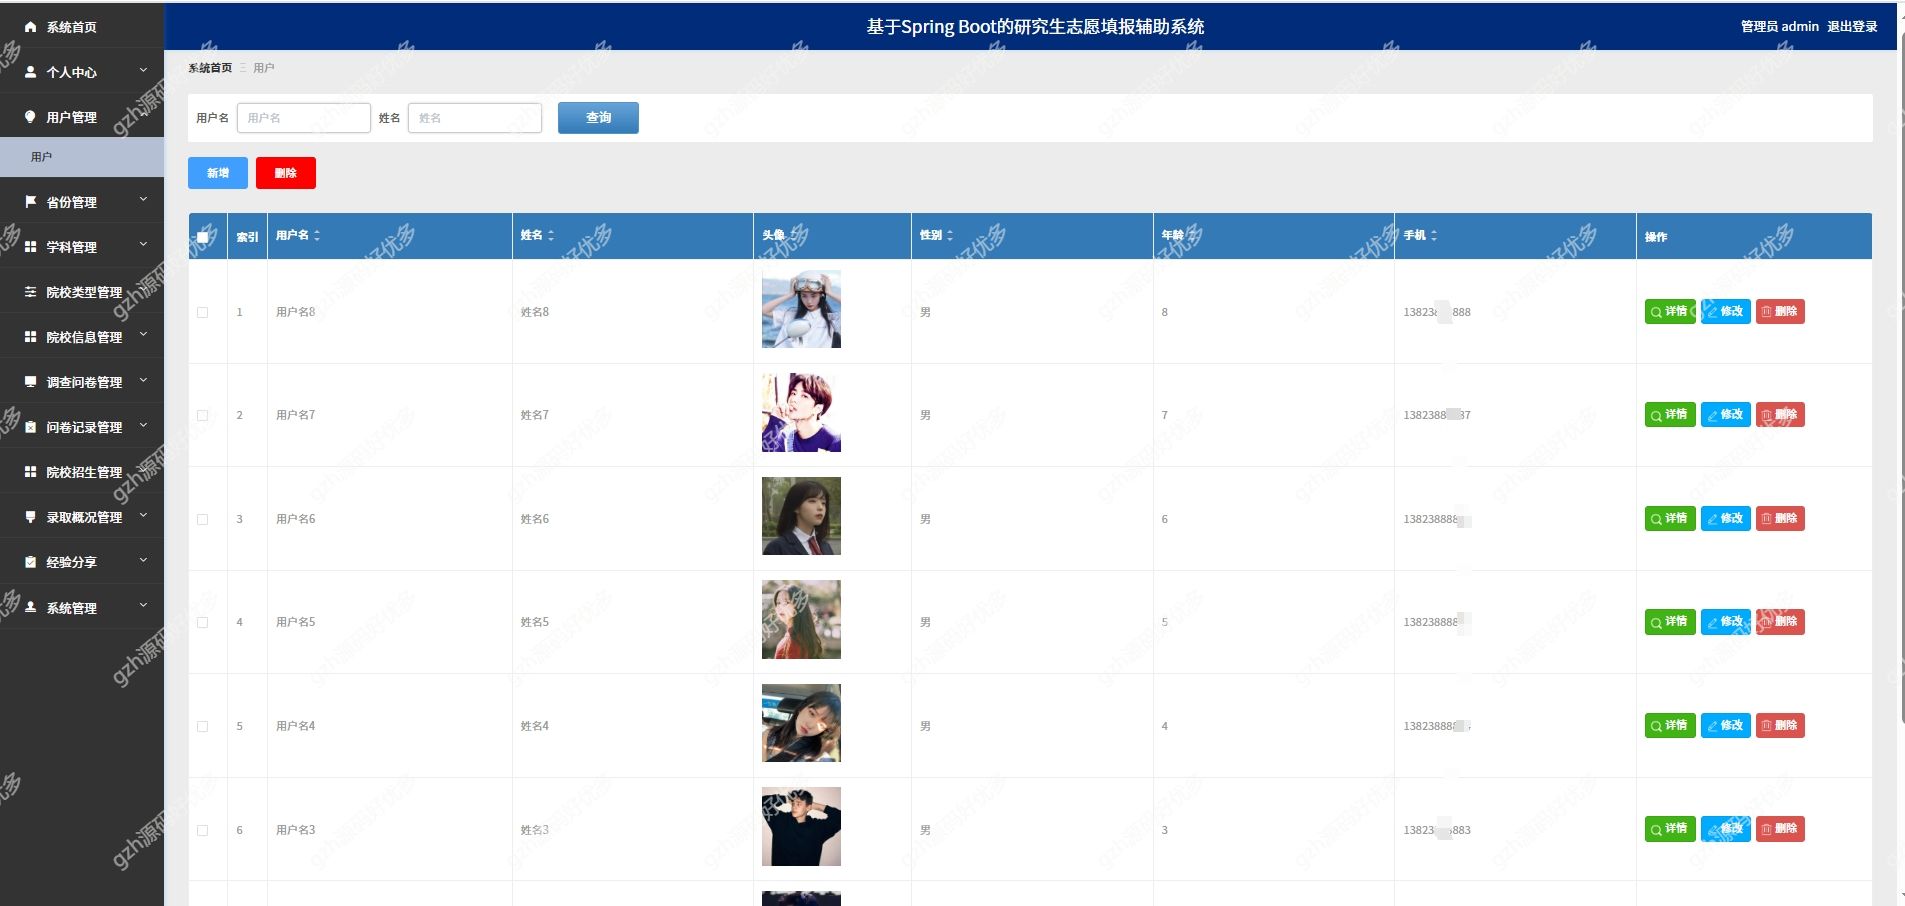 基于Spring Boot的研究生志愿填报辅助系统
管理员 admin 退出登录
系统首页
个人中心
用户管理
用户
省份管理
学科管理
院校类型管理
院校信息管理
调查问卷管理
问卷记录管理
院校招生管理
录取概况管理
经验分享
系统管理
系统首页 用户
用户名 用户名 姓名 姓名 查询
新增 删除
索引 用户名 姓名 头像 性别 年龄 手机 操作
1 用户名8 姓名8 男 8 13823 888 详情 修改 删除
2 用户名7 姓名7 男 7 1382388 87 详情 修改 删除
3 用户名6 姓名6 男 6 138238888 详情 修改 删除
4 用户名5 姓名5 男 5 138238888 详情 修改 删除
5 用户名4 姓名4 男 4 138238888 详情 修改 删除
6 用户名3 姓名3 男 3 13823 883 详情 修改 删除
gzh源码好优多